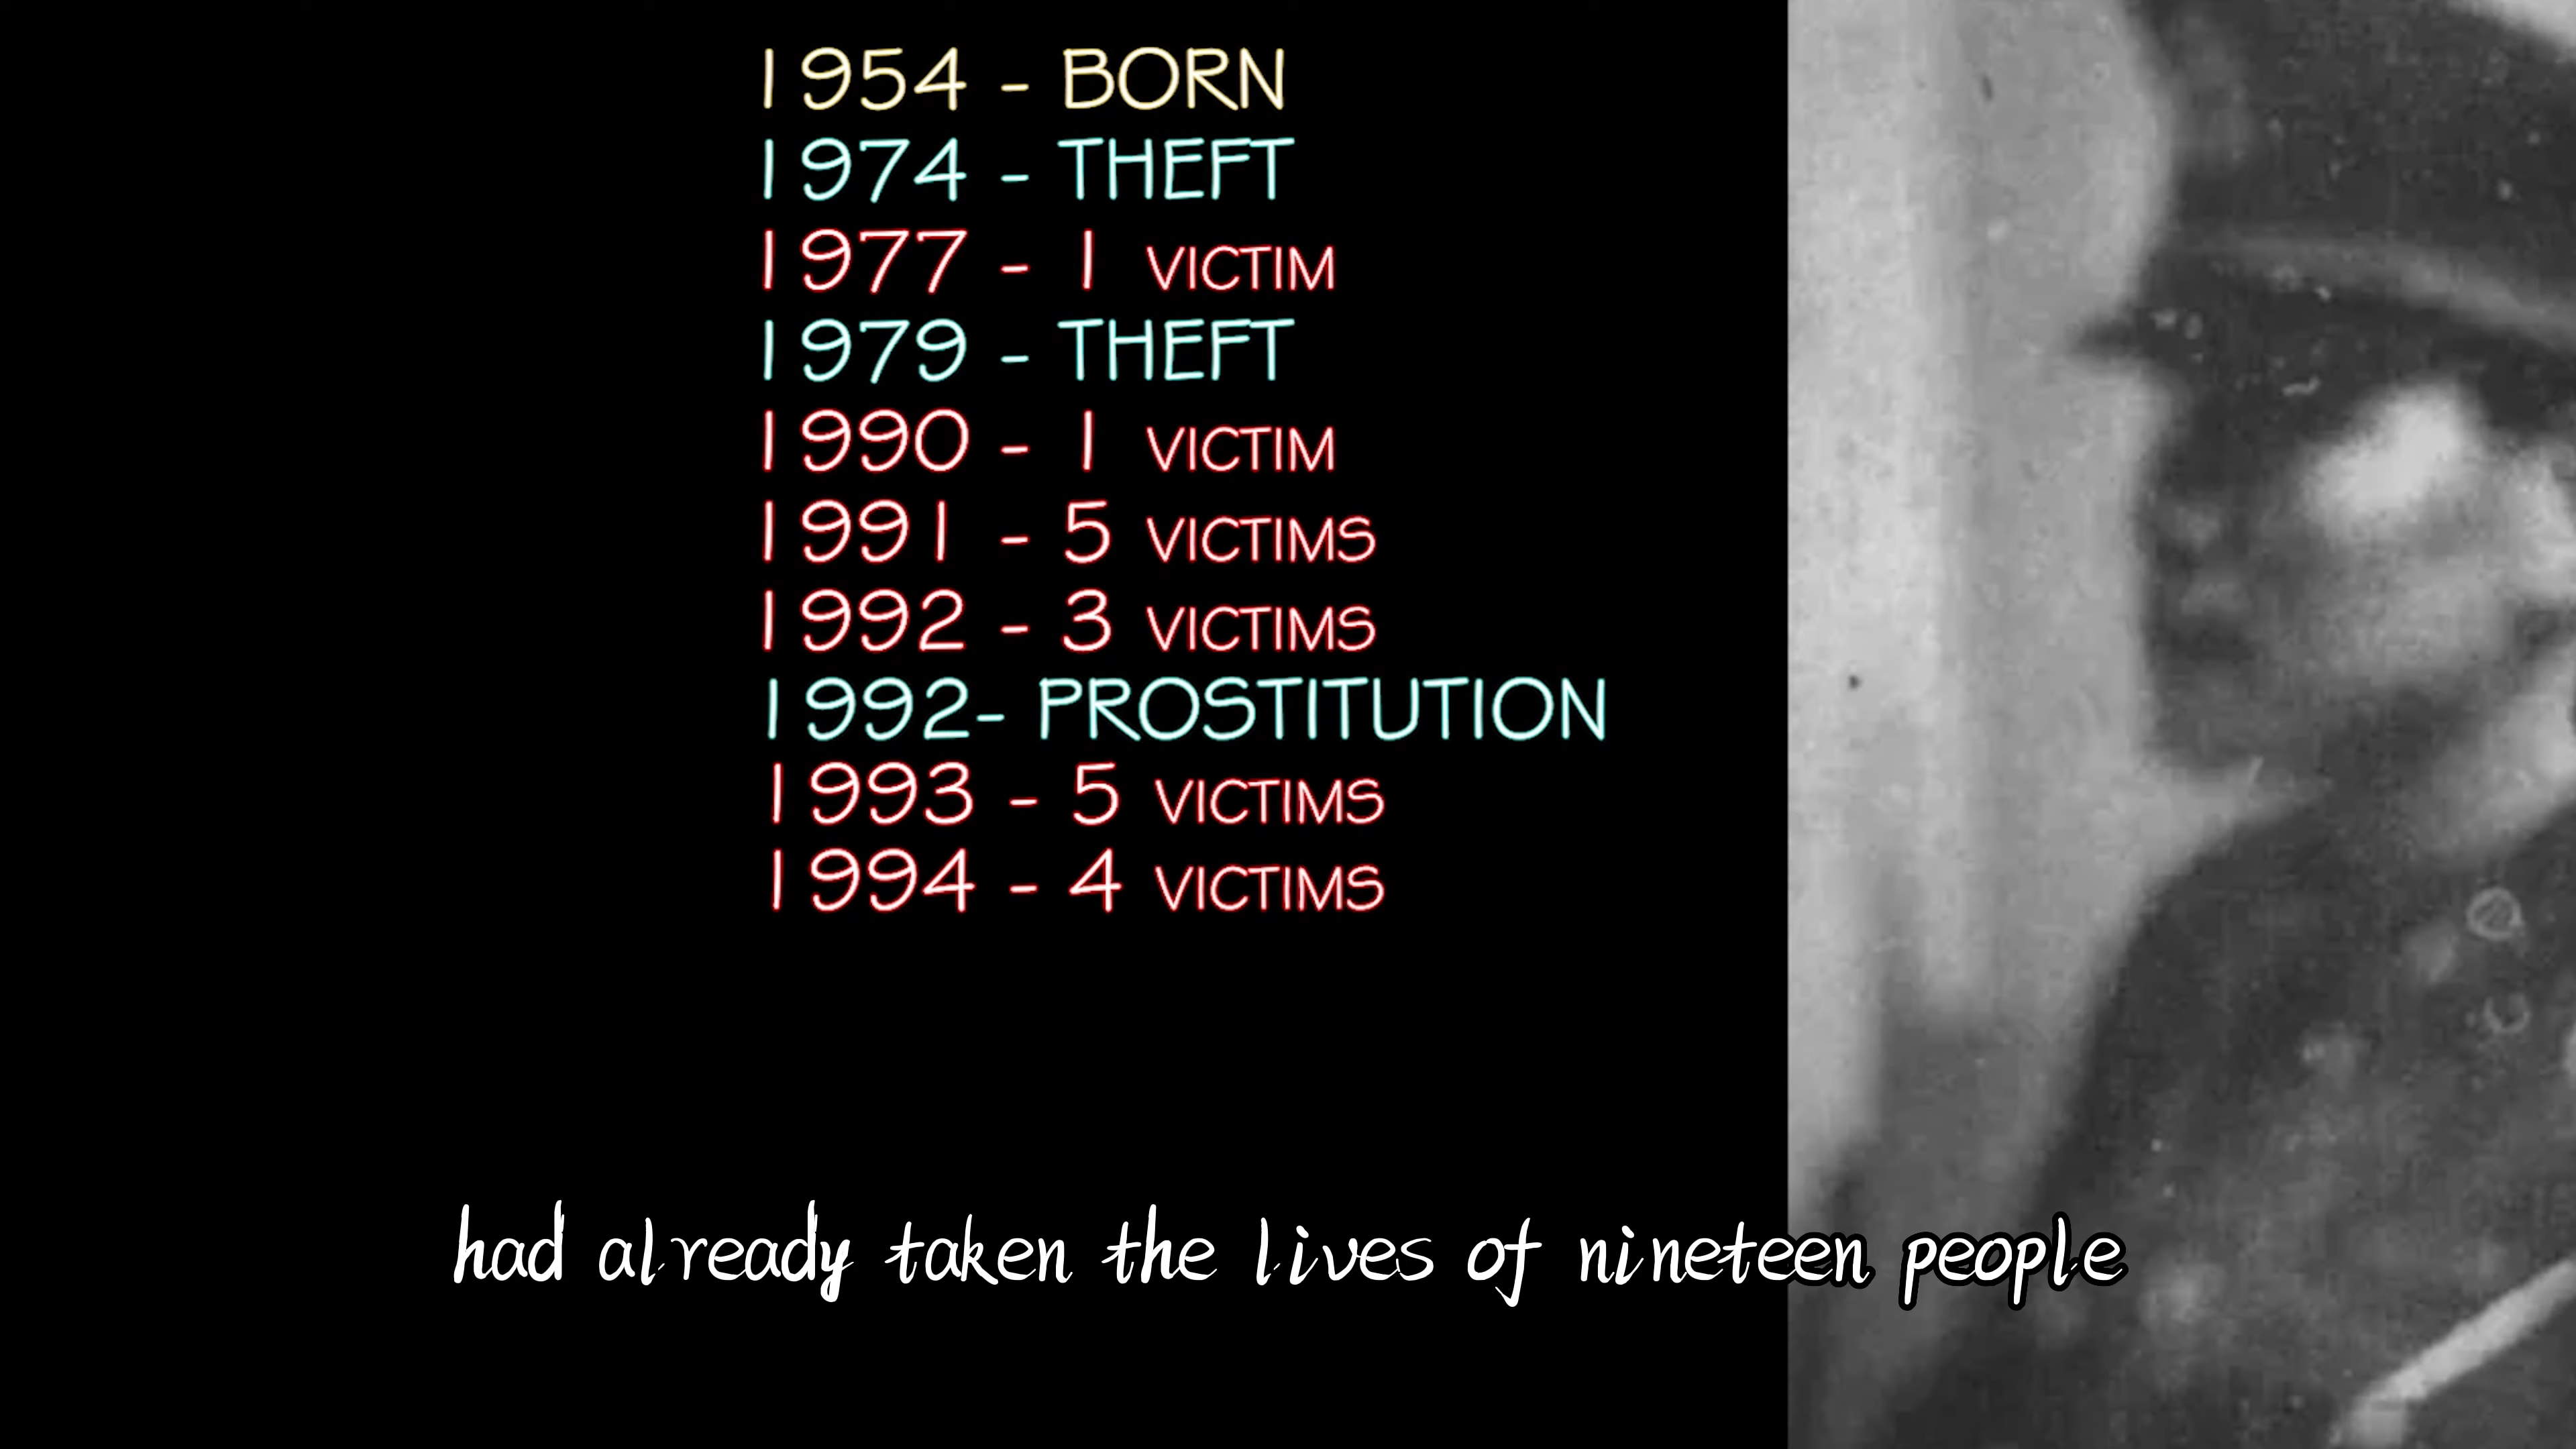 1954 - BORN
1974 - THEFT
1977 - 1 VICTIM
1979 - THEFT
1990 - 1 VICTIM
1991 - 5 VICTIMS
1992 - 3 VICTIMS
1992- PROSTITUTION
1993 - 5 VICTIMS
1994 - 4 VICTIMS
had already taken the lives of nineteen people